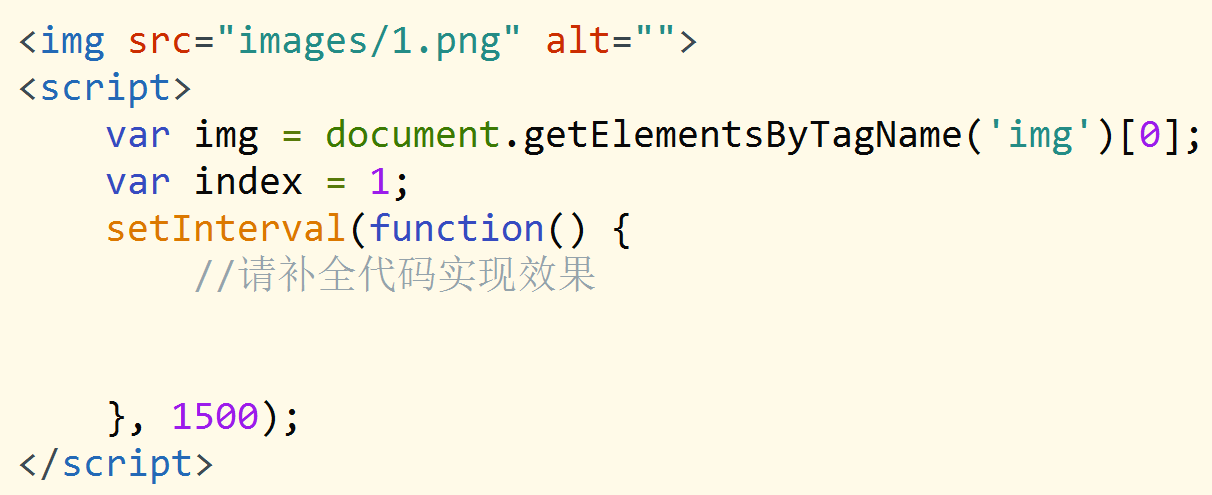 <img src="images/1.png" alt="">
<script>
    var img = document.getElementsByTagName('img')[0];
    var index = 1;
    setInterval(function() {
        //请补全代码实现效果
    }, 1500);
</script>